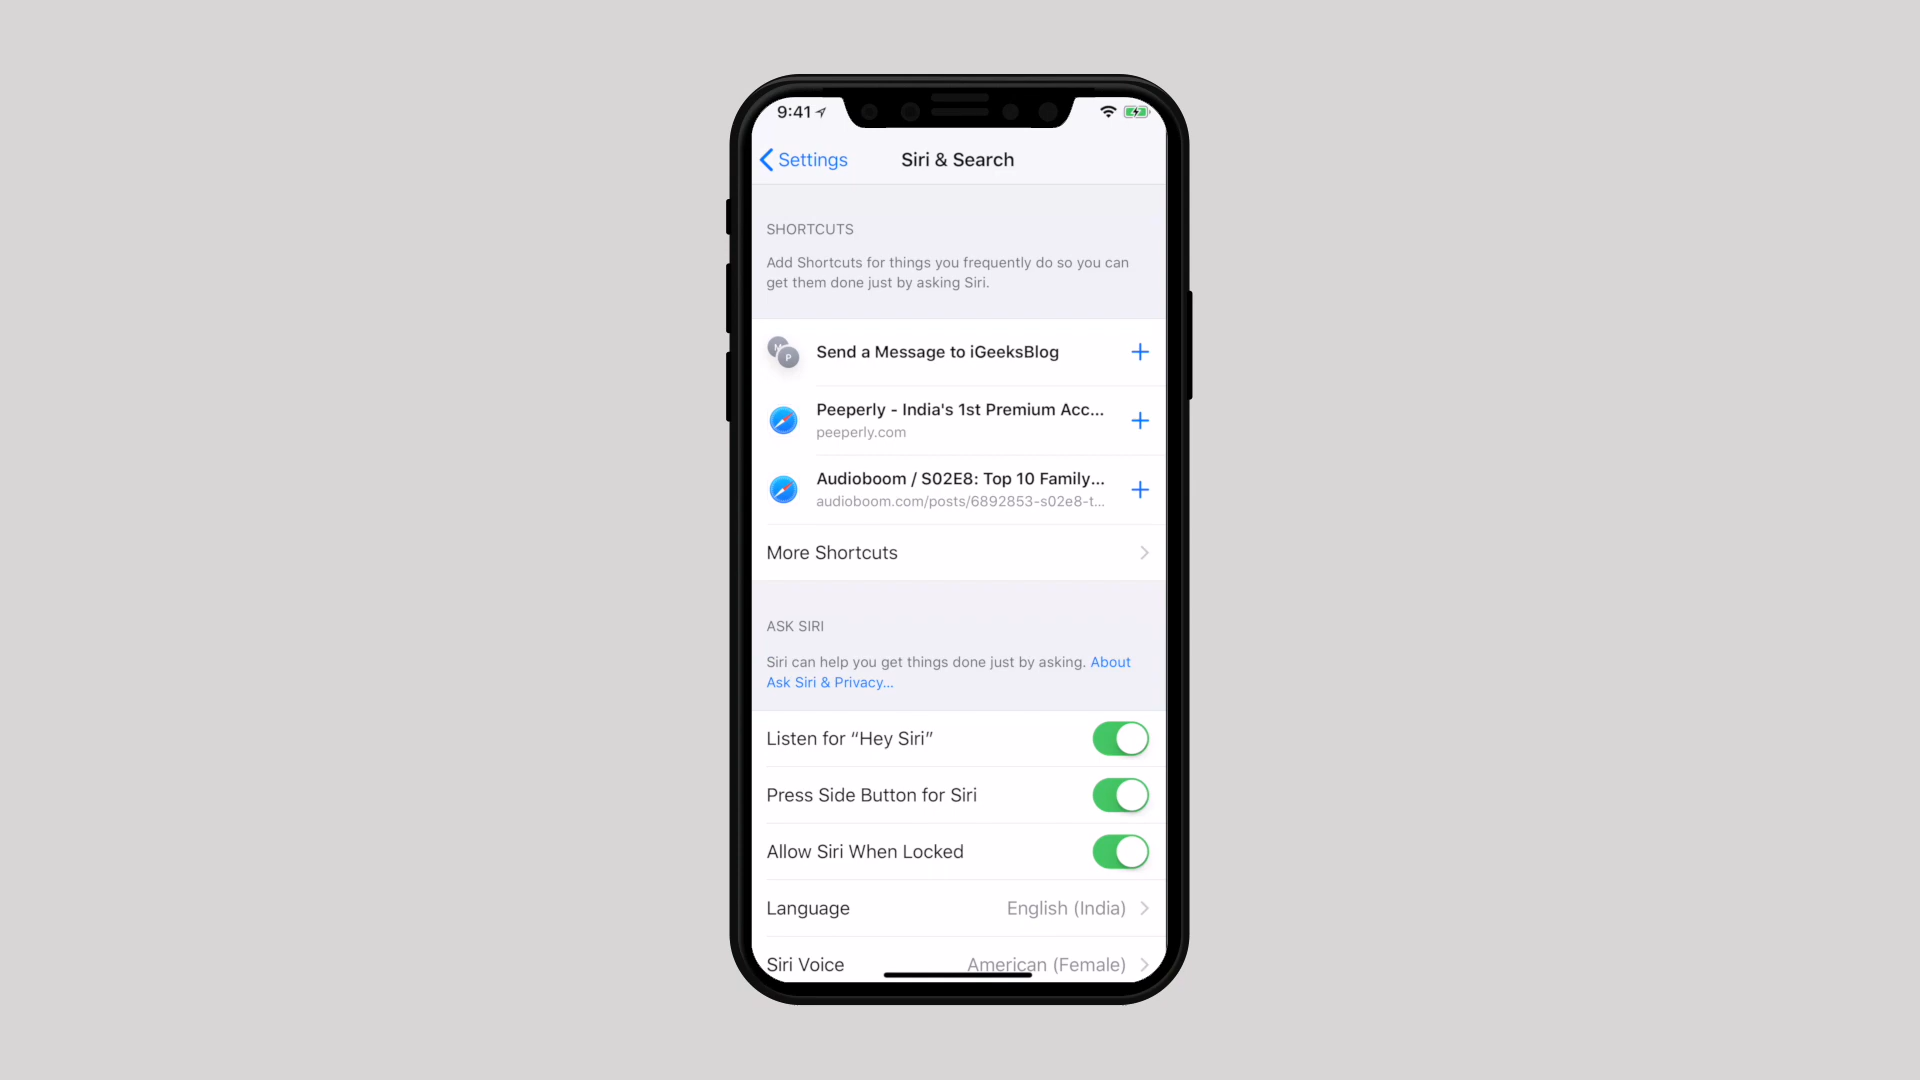 9:41
Settings
Siri & Search
SHORTCUTS
Add Shortcuts for things you frequently do so you can
get them done just by asking Siri.
M P
Send a Message to iGeeksBlog
Peeperly - India's 1st Premium Acc...
peeperly.com
Audioboom / S02E8: Top 10 Family...
audioboom.com/posts/6892853-s02e8-t...
More Shortcuts
ASK SIRI
Siri can help you get things done just by asking. About
Ask Siri & Privacy...
Listen for “Hey Siri”
Press Side Button for Siri
Allow Siri When Locked
Language English (India)
Siri Voice American (Female)